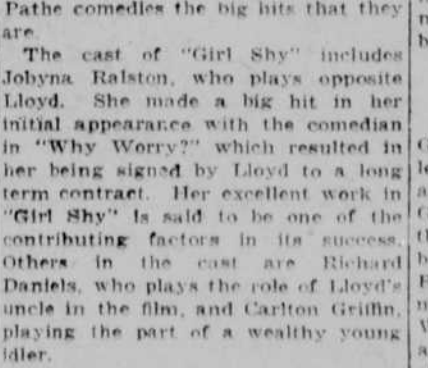 Pathe comedies the big hits that they
are.
The cast of "Girl Shy" includes
Jobyna Ralston, who plays opposite
Lloyd. She made a big hit in her
initial appearance with the comedian
in "Why Worry?" which resulted in
her being signed by Lloyd to a long
term contract. Her excellent work in
"Girl Shy" is said to be one of the
contributing factors in its success.
Others in the cast are Richard
Daniels, who plays the role of Lloyd's
uncle in the film, and Carlton Griffin,
playing the part of a wealthy young
idler.